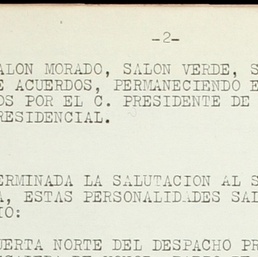 -2-
ALON MORADO, SALON VERDE, S
E ACUERDOS, PERMANECIENDO E
OS POR EL C. PRESIDENTE DE
RESIDENCIAL.
ERMINADA LA SALUTACION AL S
A, ESTAS PERSONALIDADES SAL
IO:
UERTA NORTE DEL DESPACHO PR